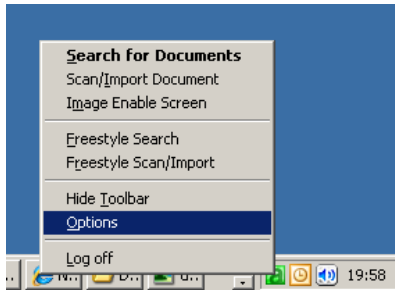 Search for Documents
Scan/Import Document
Image Enable Screen
Freestyle Search
Freestyle Scan/Import
Hide Toolbar
Options
Log off
19:58